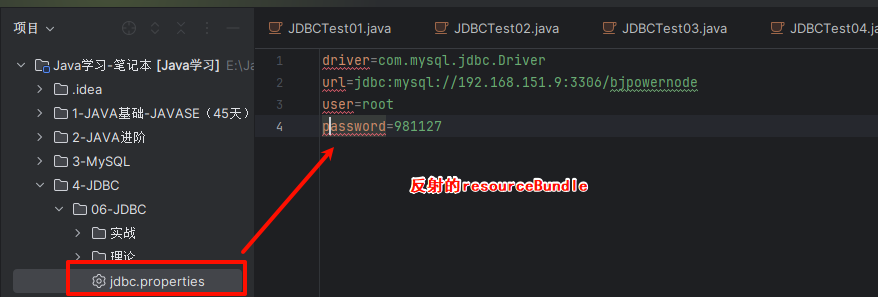 项目
JDBCTest01.java
JDBCTest02.java
JDBCTest03.java
JDBCTest04.ja
Java学习-笔记本 [Java学习] E:\Ja
.idea
1-JAVA基础-JAVASE（45天）
2-JAVA进阶
3-MySQL
4-JDBC
06-JDBC
实战
理论
jdbc.properties
1 driver=com.mysql.jdbc.Driver
2 url=jdbc:mysql://192.168.151.9:3306/bjpowernode
3 user=root
4 password=981127
反射的resourceBundle